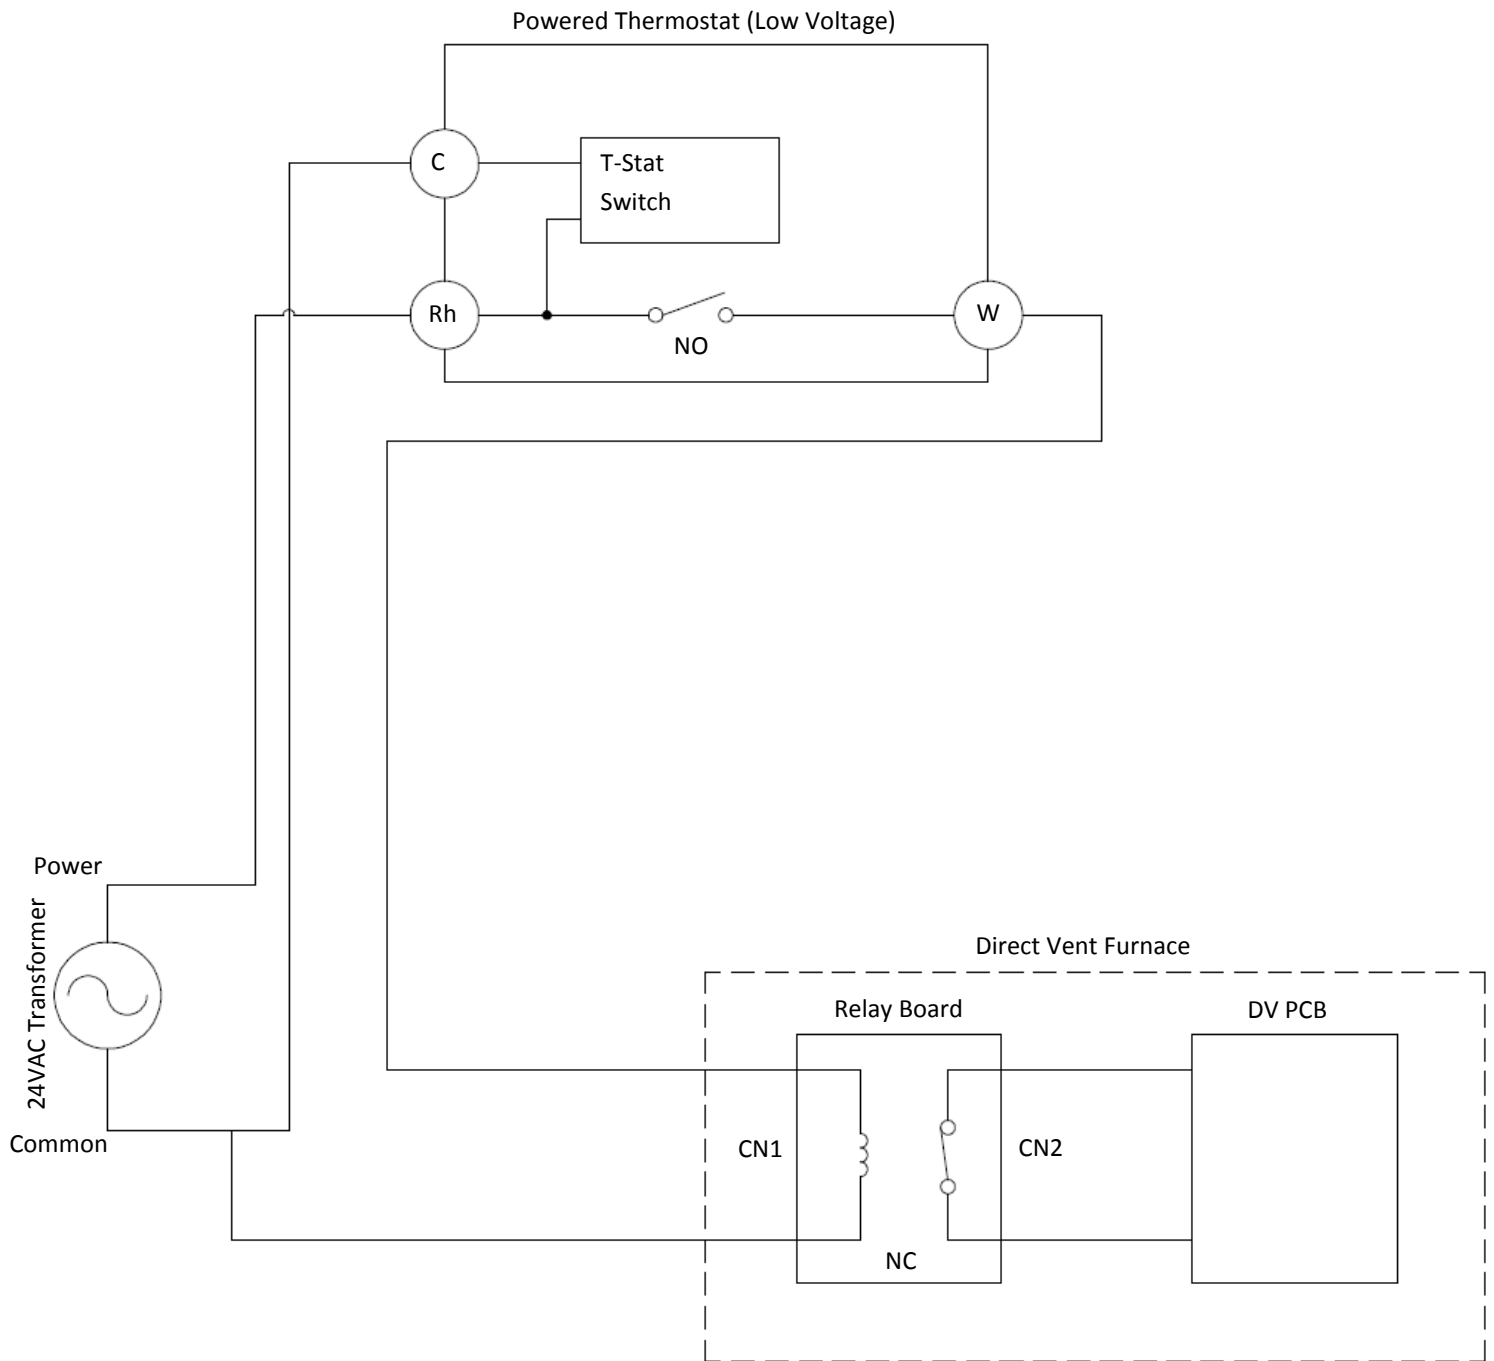 Powered Thermostat (Low Voltage)
C
T-Stat
Switch
Rh
W
NO
Power
24VAC Transformer
Common
Direct Vent Furnace
Relay Board
DV PCB
CN1
CN2
NC